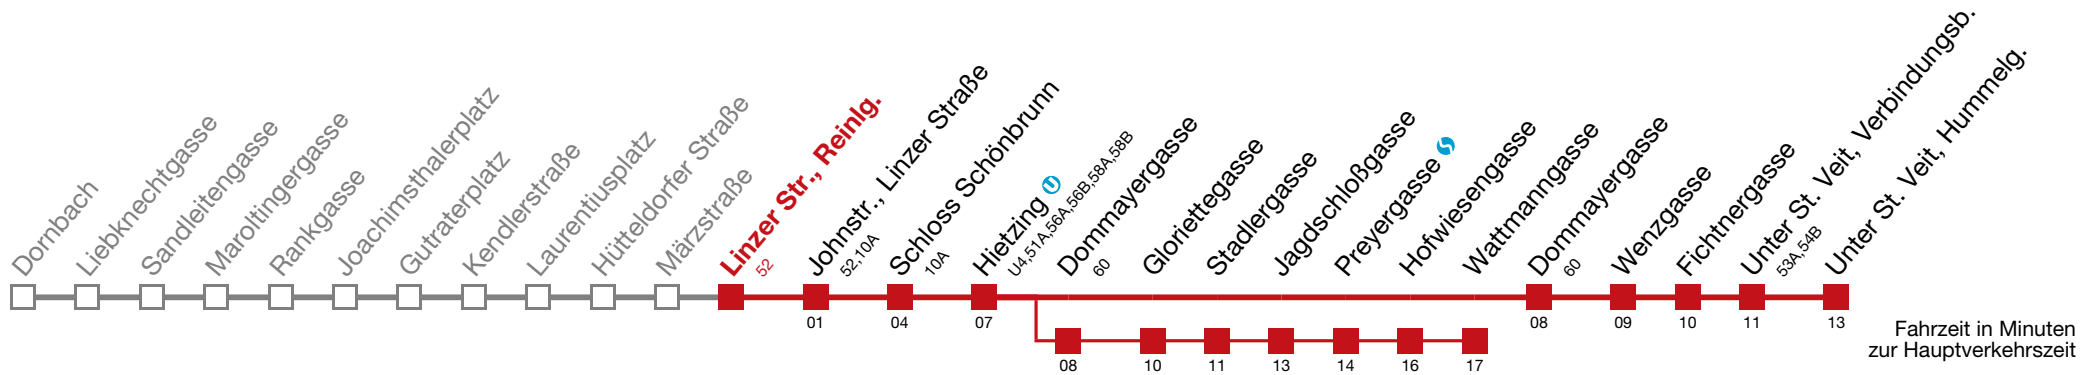 Dornbach
Liebknechtgasse
Sandleitengasse
Maroltingergasse
Rankgasse
Joachimsthalerplatz
Gutraterplatz
Kendlerstraße
Laurentiusplatz
Hütteldorfer Straße
Märzstraße
Linzer Str., Reinlg.
52
Johnstr., Linzer Straße
52,10A
Schloss Schönbrunn
10A
Hietzing U
U4,51A,56A,56B,58A,58B
Dommayergasse
60
Gloriettegasse
Stadlergasse
Jagdschloßgasse
Preyergasse
Hofwiesengasse
Wattmanngasse
Dommayergasse
60
Wenzgasse
Fichtnergasse
Unter St. Veit, Verbindungsb.
53A,54B
Unter St. Veit, Hummelg.
01
04
07
08
09
10
11
13
08
10
11
13
14
16
17
Fahrzeit in Minuten
zur Hauptverkehrszeit